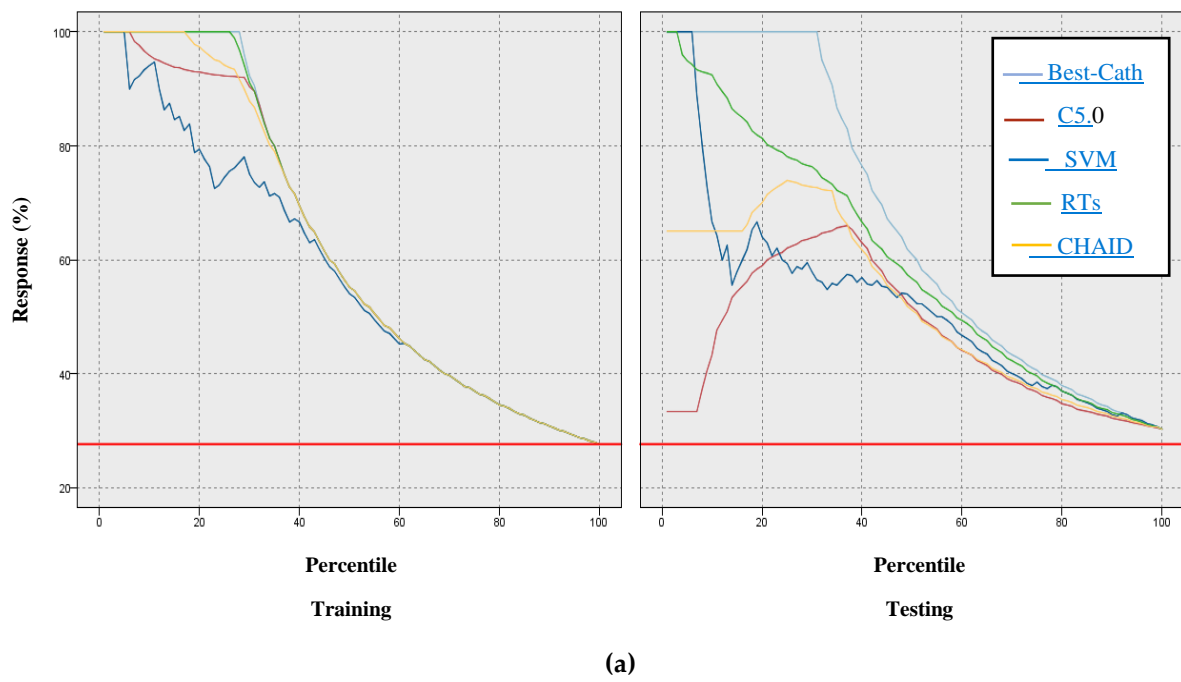 Response (%)
100
80
60
40
20
0 20 40 60 80 100
0 20 40 60 80 100
Best-Cath
C5.0
SVM
RTs
CHAID
Percentile
Percentile
Training
Testing
(a)